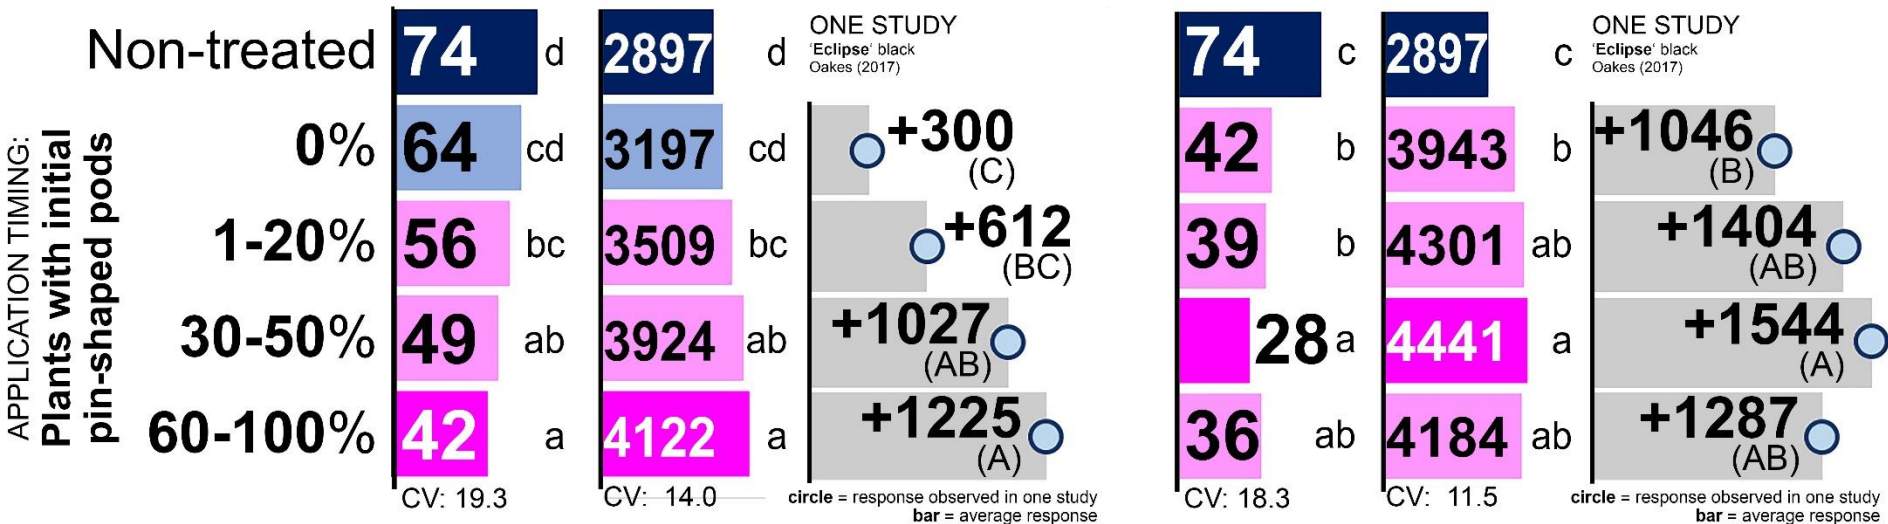 APPLICATION TIMING:
Plants with initial
pin-shaped pods
Non-treated 74 d 2897 d
0% 64 cd 3197 cd
1-20% 56 bc 3509 bc
30-50% 49 ab 3924 ab
60-100% 42 a 4122 a
CV: 19.3 CV: 14.0
ONE STUDY
'Eclipse' black
Oakes (2017)
+300
(C)
+612
(BC)
+1027
(AB)
+1225
(A)
circle = response observed in one study
bar = average response
74 c 2897 c
42 b 3943 b
39 b 4301 ab
28 a 4441 a
36 ab 4184 ab
CV: 18.3 CV: 11.5
ONE STUDY
'Eclipse' black
Oakes (2017)
+1046
(B)
+1404
(AB)
+1544
(A)
+1287
(AB)
circle = response observed in one study
bar = average response